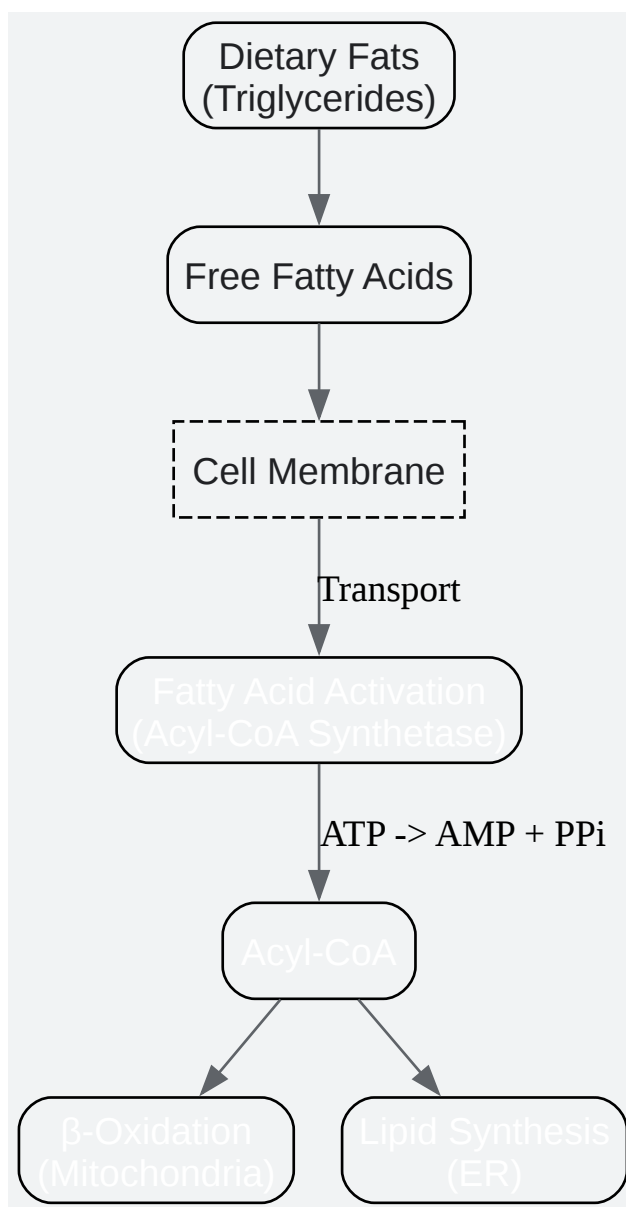 Dietary Fats
(Triglycerides)
Free Fatty Acids
Cell Membrane
Transport
Fatty Acid Activation
(Acyl-CoA Synthetase)
ATP -> AMP + PPi
Acyl-CoA
β-Oxidation
(Mitochondria)
Lipid Synthesis
(ER)